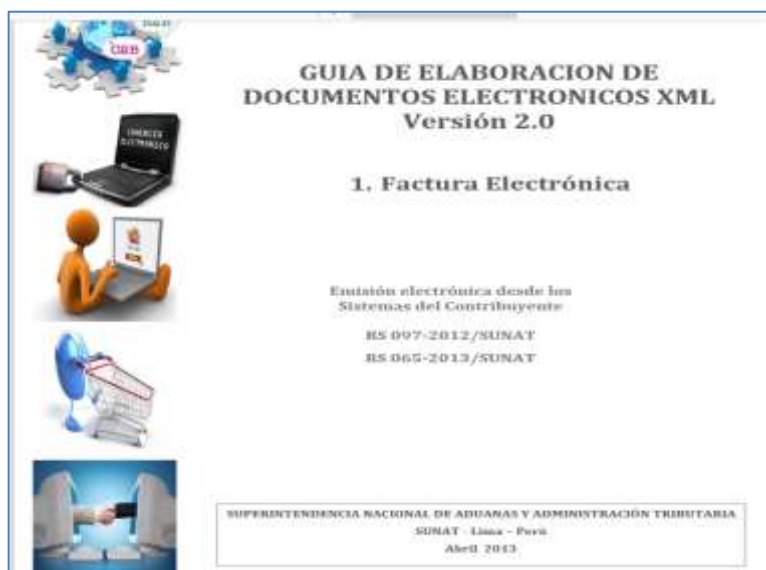 GUIA DE ELABORACION DE
DOCUMENTOS ELECTRONICOS XML
Versión 2.0
1. Factura Electrónica
Emisión electrónica desde los
Sistemas del Contribuyente
RS 097-2012/SUNAT
RS 065-2013/SUNAT
COMERCIO
ELECTRONICO
SUPERINTENDENCIA NACIONAL DE ADUANAS Y ADMINISTRACIÓN TRIBUTARIA
SUNAT - Lima – Perú
Abril 2013